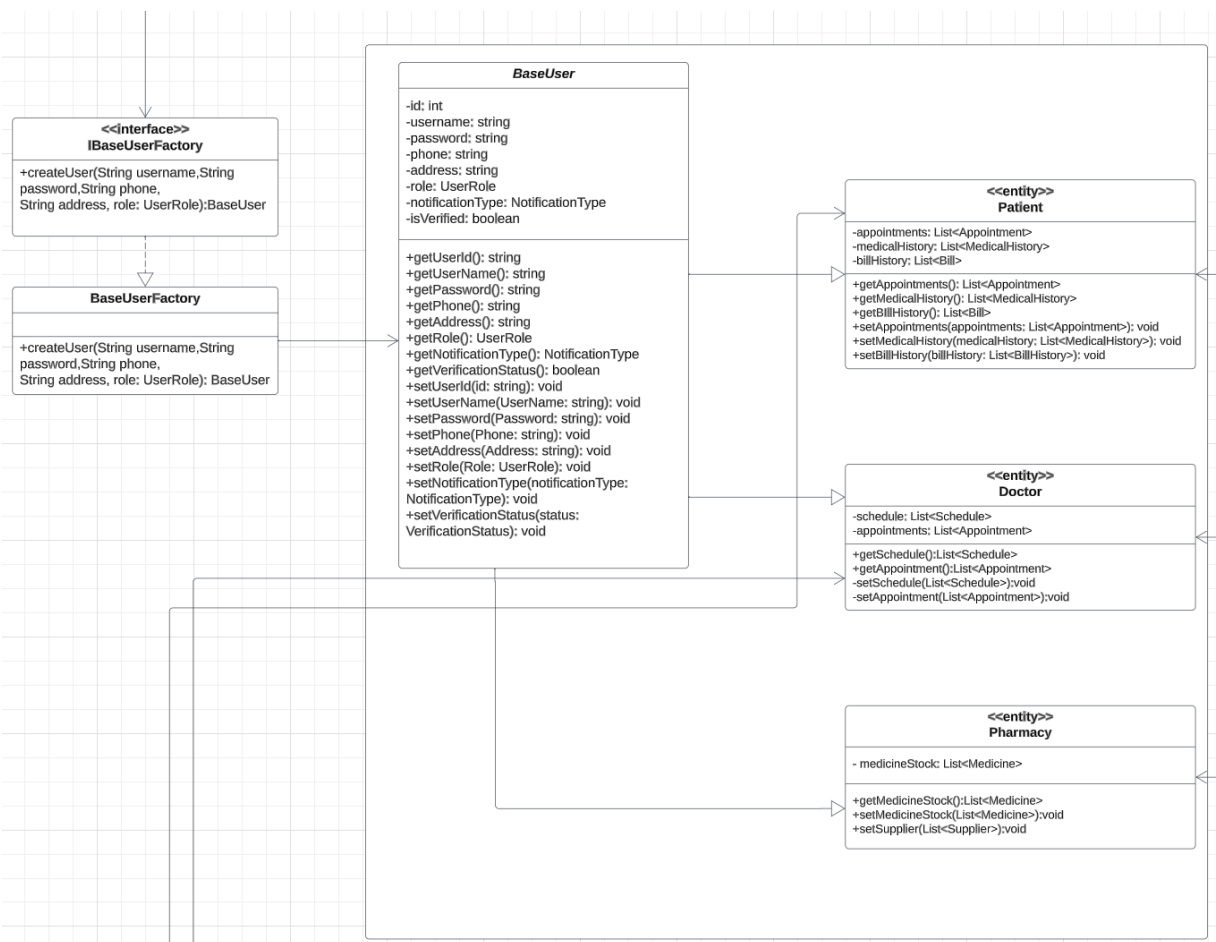 <<interface>>
IBaseUserFactory
+createUser(String username,String
password,String phone,
String address, role: UserRole):BaseUser
BaseUserFactory
+createUser(String username,String
password,String phone,
String address, role: UserRole): BaseUser
BaseUser
-id: int
-username: string
-password: string
-phone: string
-address: string
-role: UserRole
-notificationType: NotificationType
-isVerified: boolean
+getUserId(): string
+getUserName(): string
+getPassword(): string
+getPhone(): string
+getAddress(): string
+getRole(): UserRole
+getNotificationType(): NotificationType
+getVerificationStatus(): boolean
+setUserId(id: string): void
+setUserName(UserName: string): void
+setPassword(Password: string): void
+setPhone(Phone: string): void
+setAddress(Address: string): void
+setRole(Role: UserRole): void
+setNotificationType(notificationType:
NotificationType): void
+setVerificationStatus(status:
VerificationStatus): void
<<entity>>
Patient
-appointments: List<Appointment>
-medicalHistory: List<MedicalHistory>
-billHistory: List<Bill>
+getAppointments(): List<Appointment>
+getMedicalHistory(): List<MedicalHistory>
+getBIllHistory(): List<Bill>
+setAppointments(appointments: List<Appointment>): void
+setMedicalHistory(medicalHistory: List<MedicalHistory>): void
+setBillHistory(billHistory: List<BillHistory>): void
<<entity>>
Doctor
-schedule: List<Schedule>
-appointments: List<Appointment>
+getSchedule():List<Schedule>
+getAppointment():List<Appointment>
-setSchedule(List<Schedule>):void
-setAppointment(List<Appointment>):void
<<entity>>
Pharmacy
- medicineStock: List<Medicine>
+getMedicineStock():List<Medicine>
+setMedicineStock(List<Medicine>):void
+setSupplier(List<Supplier>):void